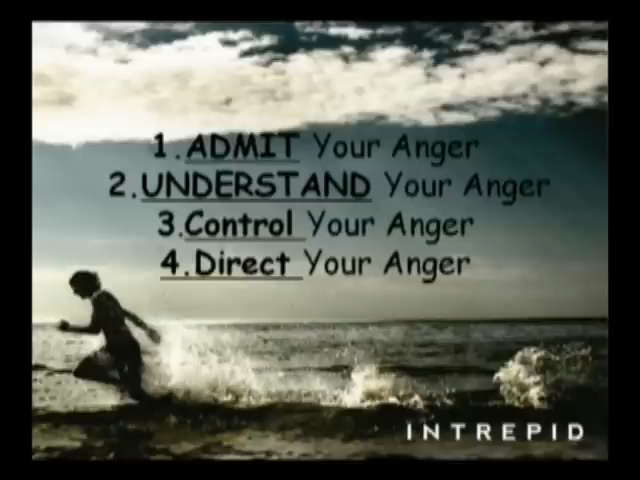 1.ADMIT Your Anger
2.UNDERSTAND Your Anger
3.Control Your Anger
4.Direct Your Anger
INTREPID